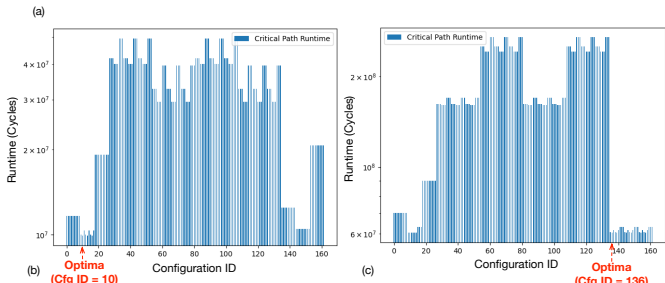 (a)
Critical Path Runtime
4 × 10⁷
3 × 10⁷
2 × 10⁷
10⁷
Runtime (Cycles)
0 20 40 60 80 100 120 140 160
Configuration ID
(b)
Optima
(Cfg ID = 10)
Critical Path Runtime
2 × 10⁸
10⁸
6 × 10⁷
Runtime (Cycles)
0 20 40 60 80 100 120 140 160
Configuration ID
(c)
Optima
(Cfg ID = 136)